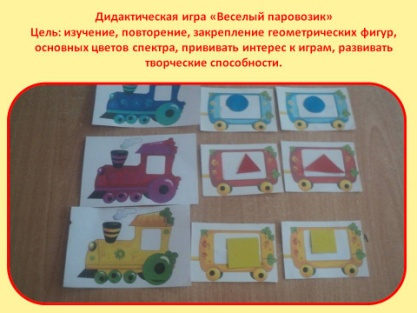 Дидактическая игра «Веселый паровозик»
Цель: изучение, повторение, закрепление геометрических фигур,
основных цветов спектра, прививать интерес к играм, развивать
творческие способности.